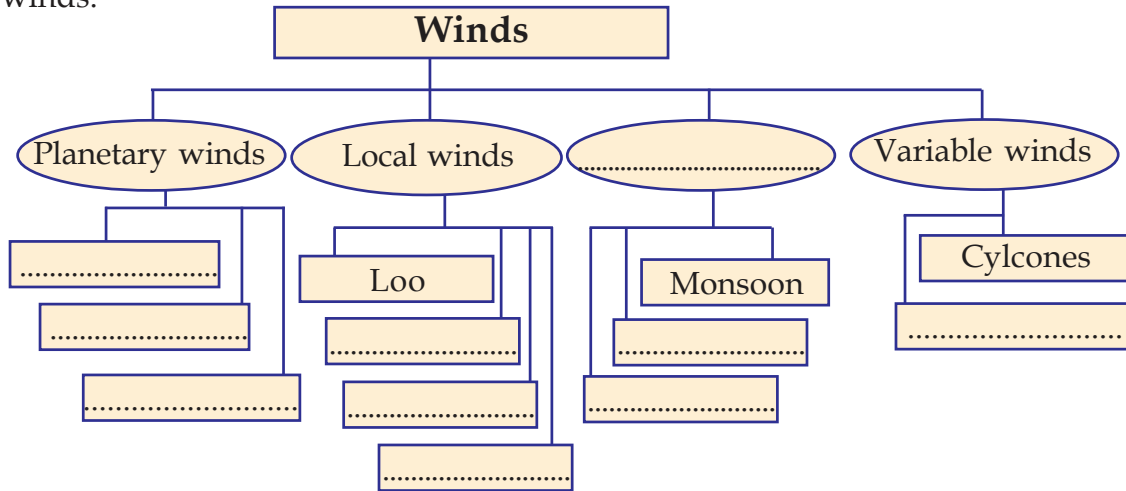 winds.
Winds
Planetary winds
Local winds
..........................................
Variable winds
..............................
Loo
Monsoon
Cylcones
..................................
.............................
.............................
.................................
.................................
.............................
.............................
.............................